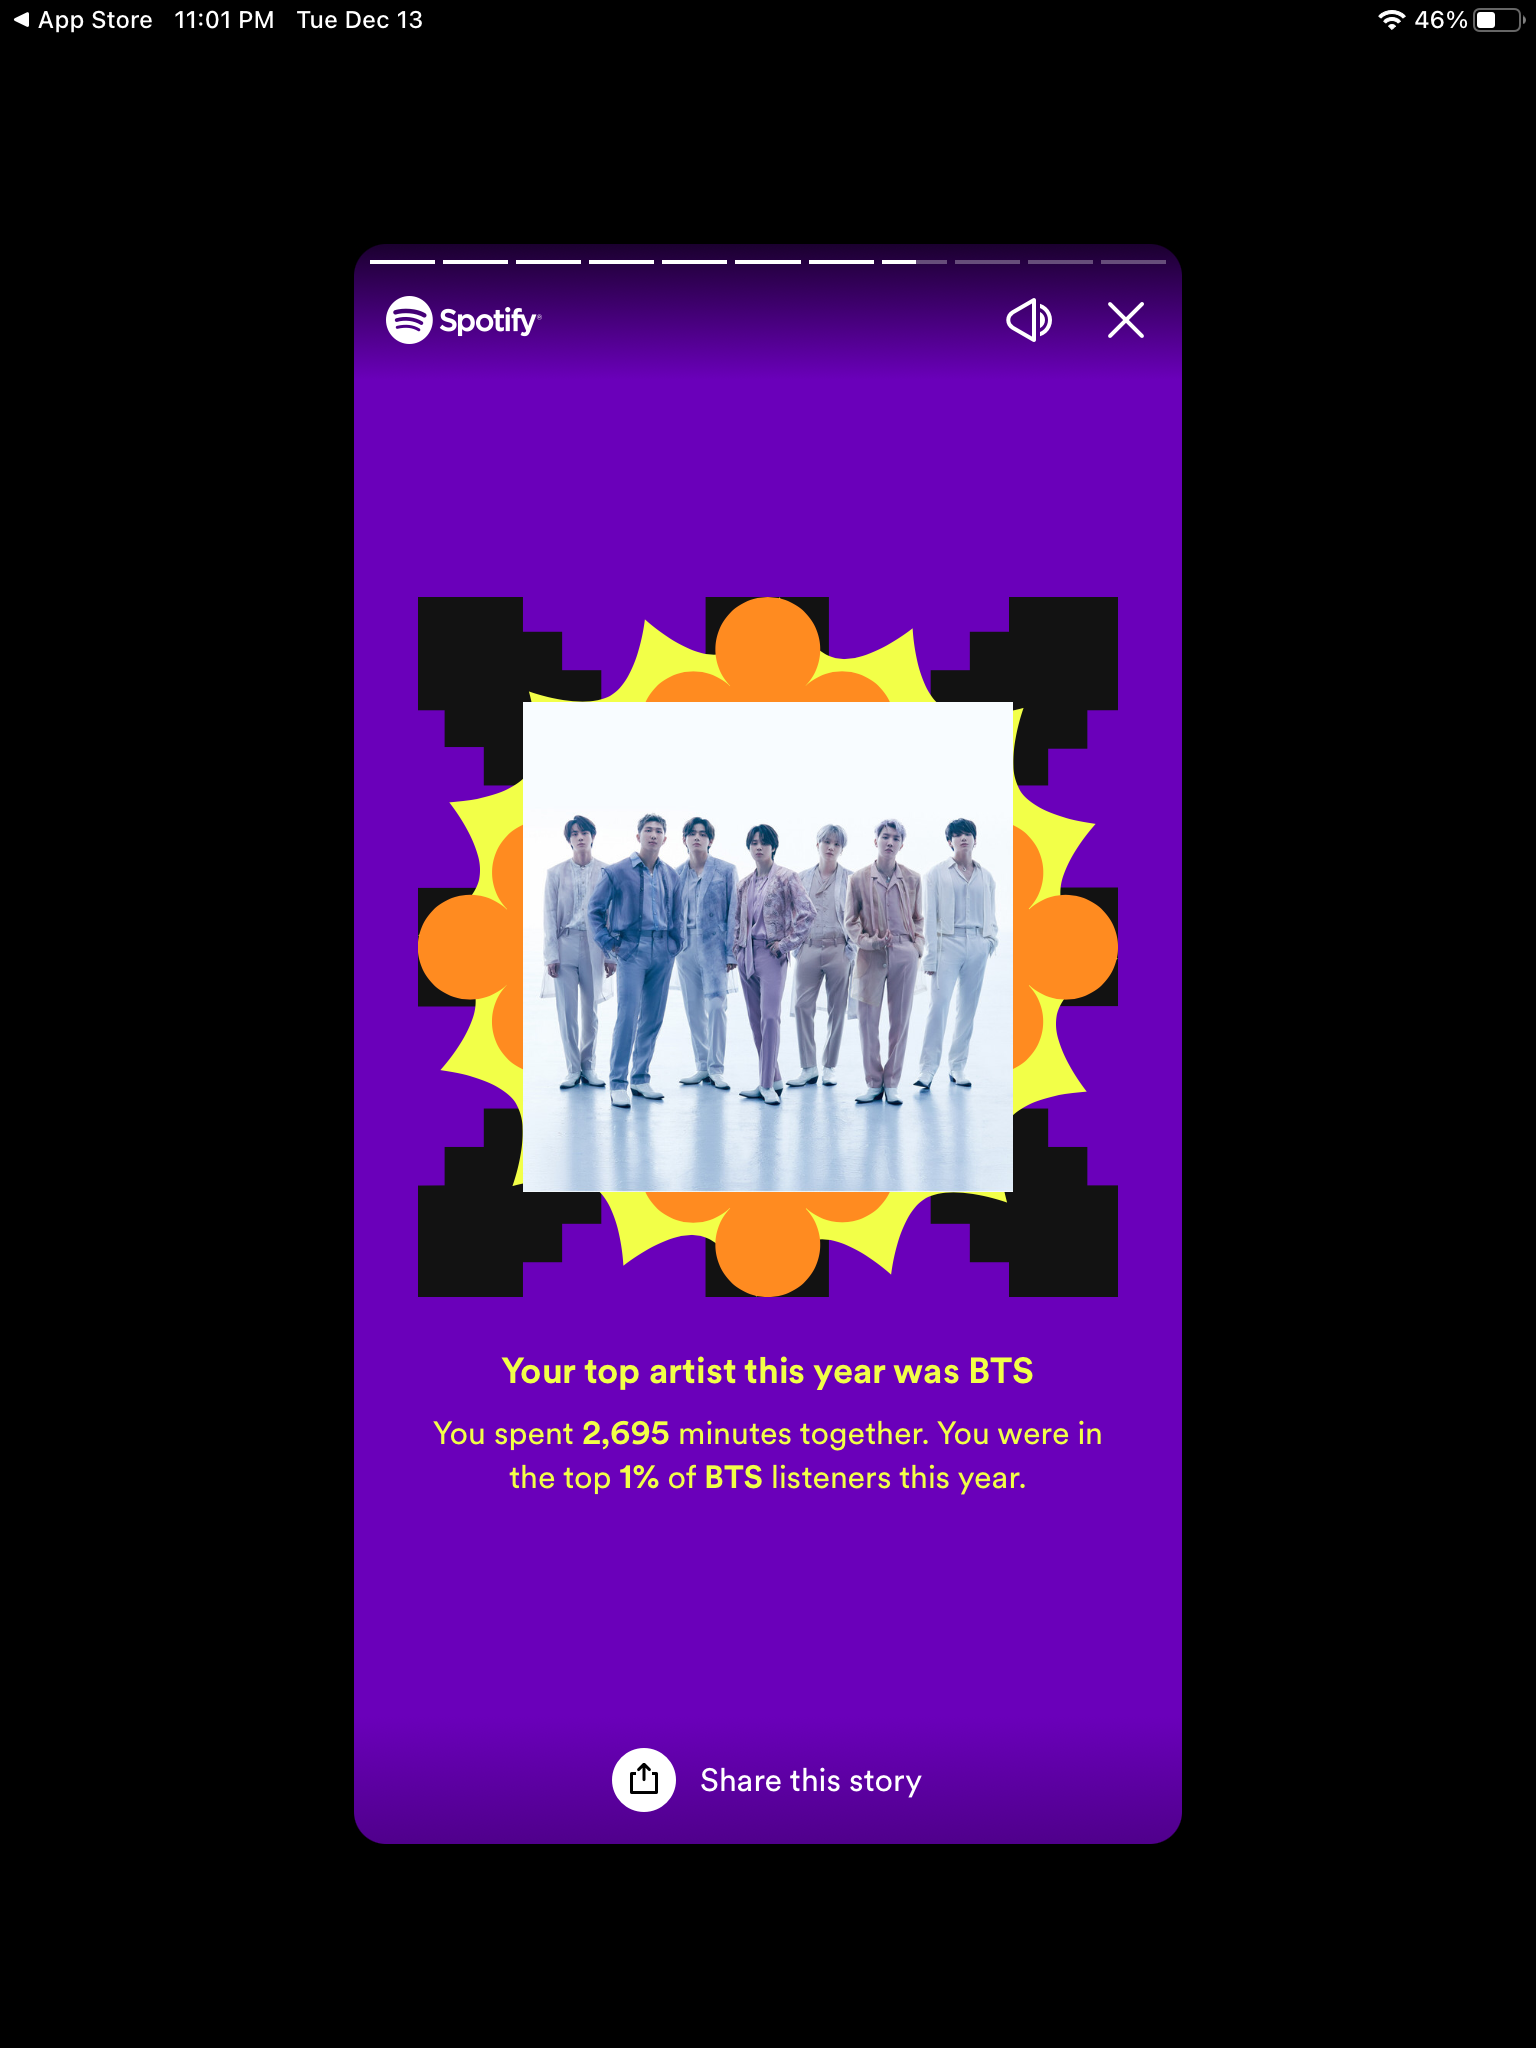 App Store 11:01 PM Tue Dec 13 46%
Spotify
Your top artist this year was BTS
You spent 2,695 minutes together. You were in
the top 1% of BTS listeners this year.
Share this story